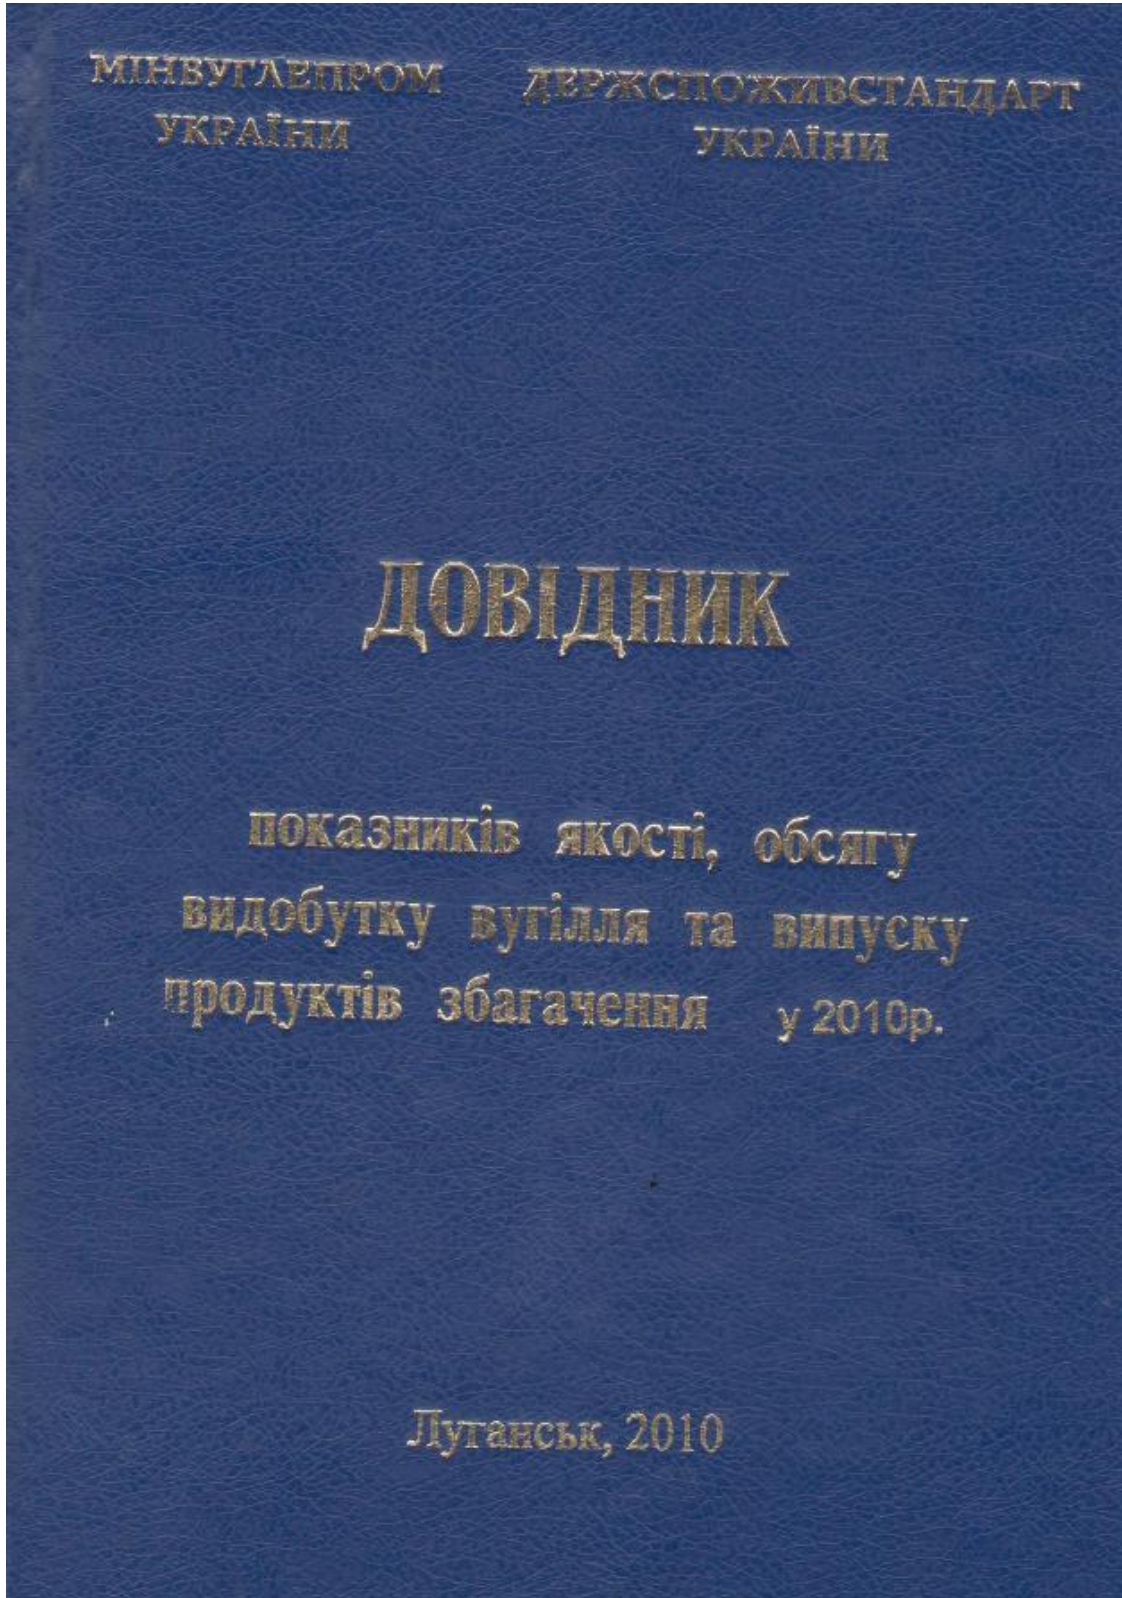 МІНВУГЛЕПРОМ ДЕРЖСПОЖИВСТАНДАРТ
УКРАЇНИ УКРАЇНИ
ДОВІДНИК
показників якості, обсягу
видобутку вугілля та випуску
продуктів збагачення у 2010р.
Луганськ, 2010